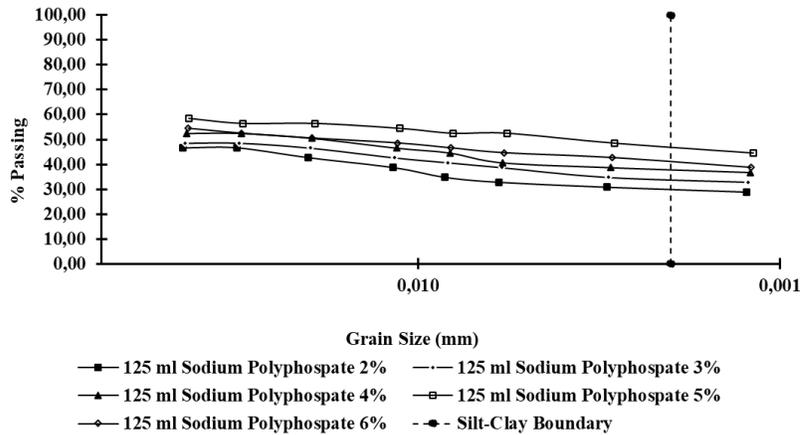 100,00
90,00
80,00
70,00
60,00
50,00
40,00
30,00
20,00
10,00
0,00
% Passing
0,010 0,001
Grain Size (mm)
125 ml Sodium Polyphospate 2% 125 ml Sodium Polyphospate 3%
125 ml Sodium Polyphospate 4% 125 ml Sodium Polyphospate 5%
125 ml Sodium Polyphospate 6% Silt-Clay Boundary